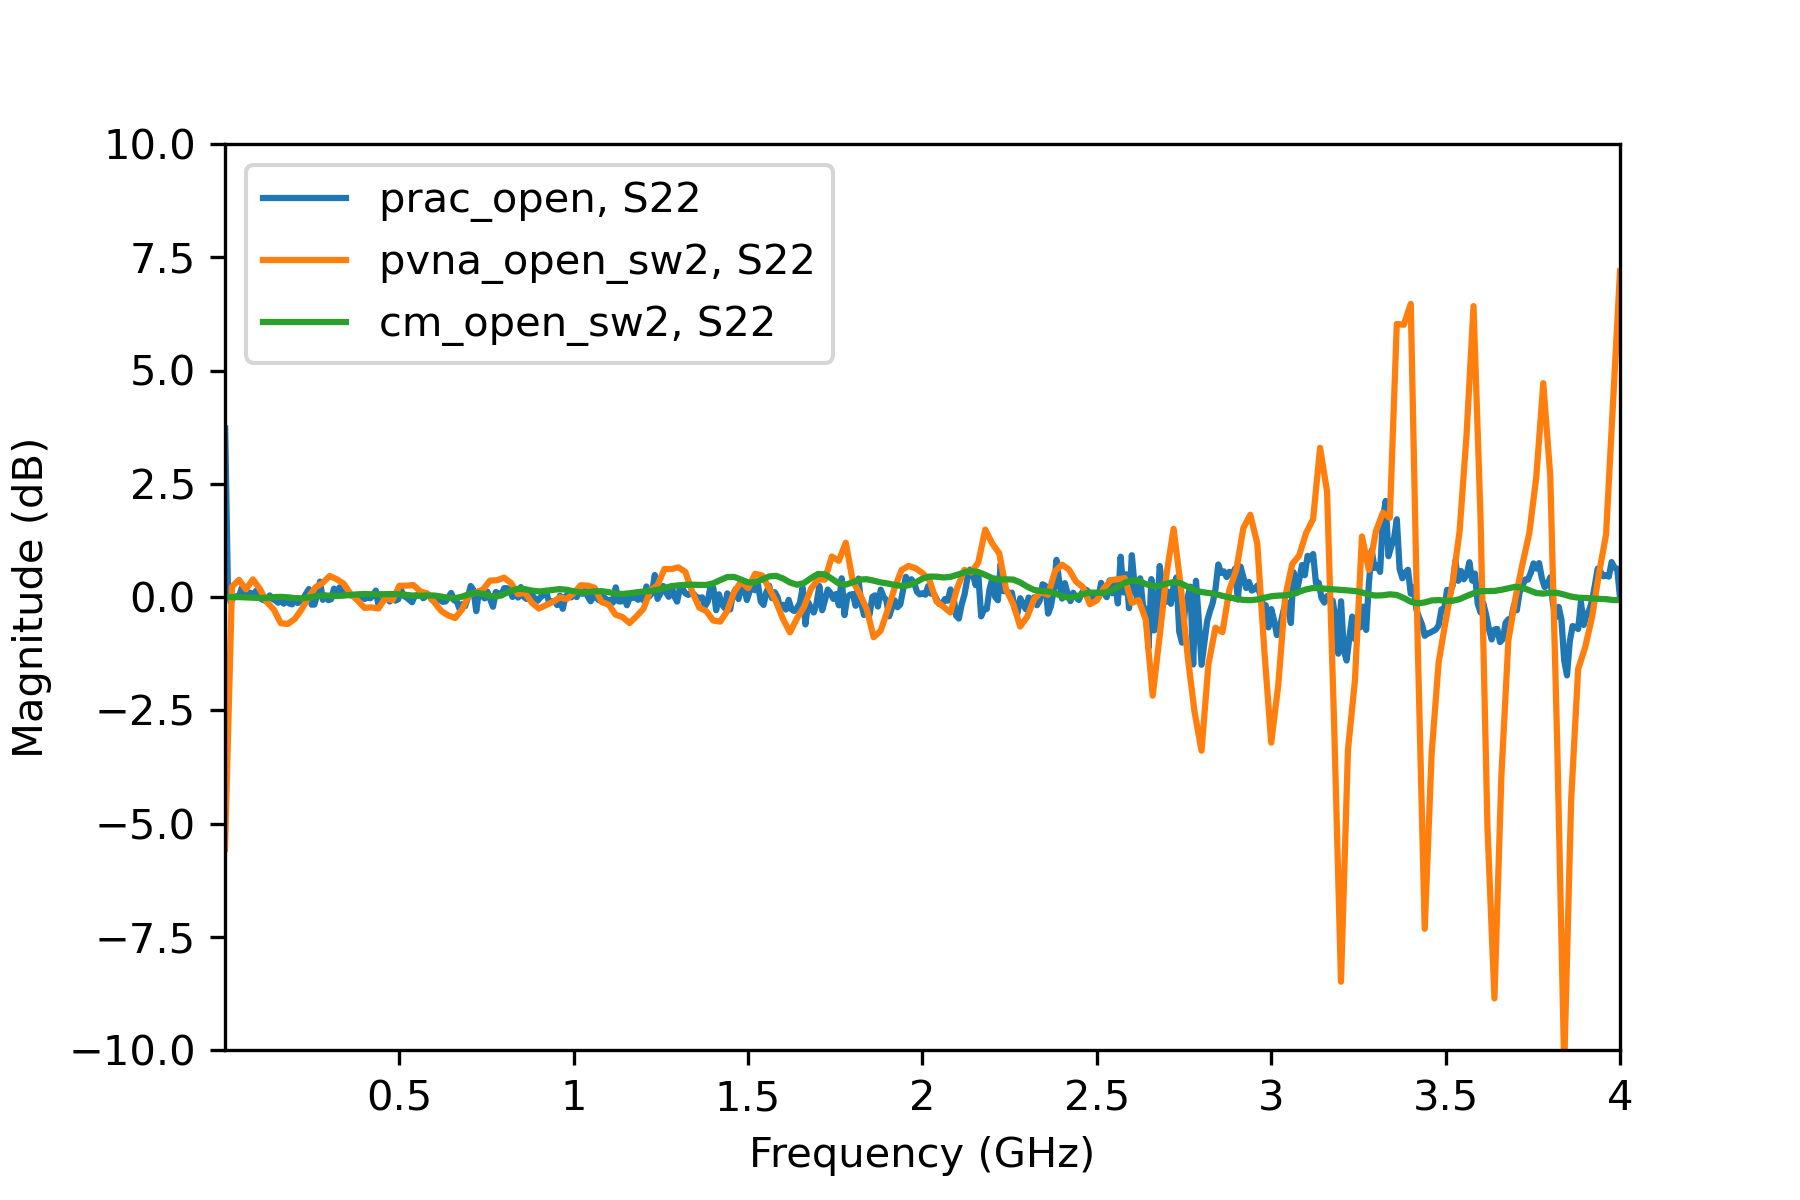 prac_open, S22
pvna_open_sw2, S22
cm_open_sw2, S22
10.0
7.5
5.0
2.5
0.0
−2.5
−5.0
−7.5
−10.0
Magnitude (dB)
0.5 1 1.5 2 2.5 3 3.5 4
Frequency (GHz)